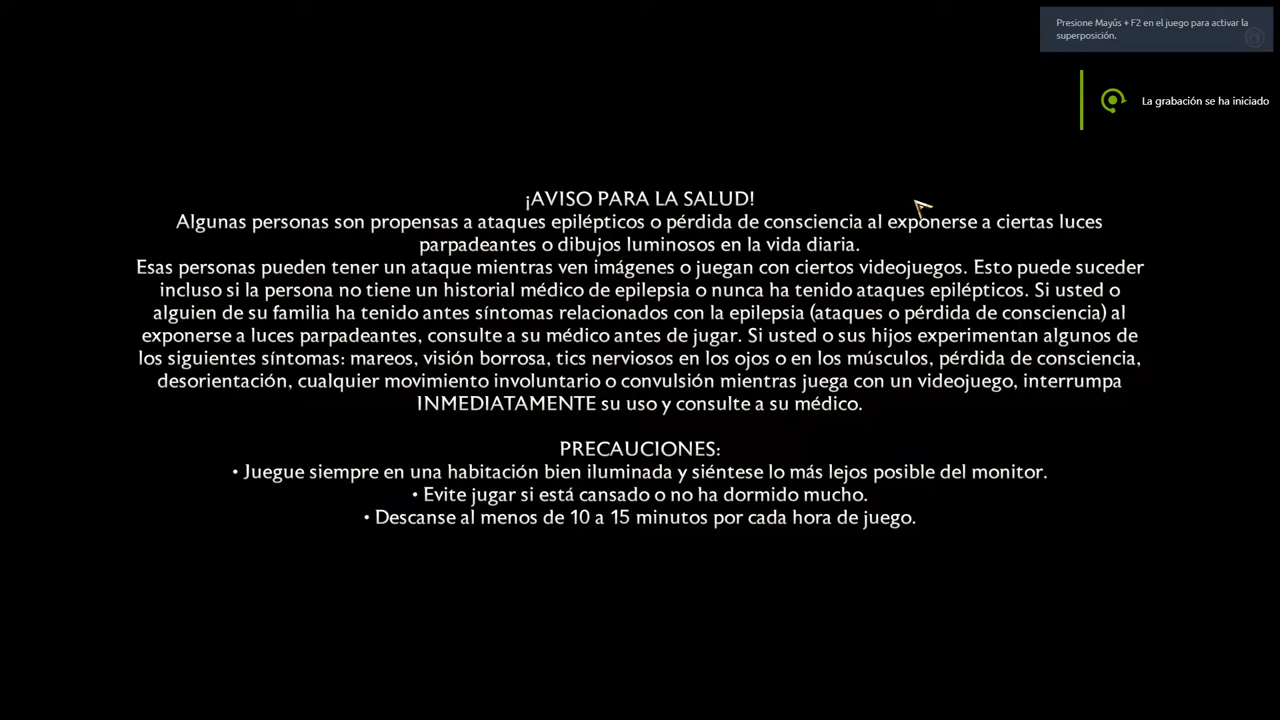 Presione Mayús + F2 en el juego para activar la
superposición.
La grabación se ha iniciado
¡AVISO PARA LA SALUD!
Algunas personas son propensas a ataques epilépticos o pérdida de consciencia al exponerse a ciertas luces
parpadeantes o dibujos luminosos en la vida diaria.
Esas personas pueden tener un ataque mientras ven imágenes o juegan con ciertos videojuegos. Esto puede suceder
incluso si la persona no tiene un historial médico de epilepsia o nunca ha tenido ataques epilépticos. Si usted o
alguien de su familia ha tenido antes síntomas relacionados con la epilepsia (ataques o pérdida de consciencia) al
exponerse a luces parpadeantes, consulte a su médico antes de jugar. Si usted o sus hijos experimentan algunos de
los siguientes síntomas: mareos, visión borrosa, tics nerviosos en los ojos o en los músculos, pérdida de consciencia,
desorientación, cualquier movimiento involuntario o convulsión mientras juega con un videojuego, interrumpa
INMEDIATAMENTE su uso y consulte a su médico.
PRECAUCIONES:
• Juegue siempre en una habitación bien iluminada y siéntese lo más lejos posible del monitor.
• Evite jugar si está cansado o no ha dormido mucho.
• Descanse al menos de 10 a 15 minutos por cada hora de juego.